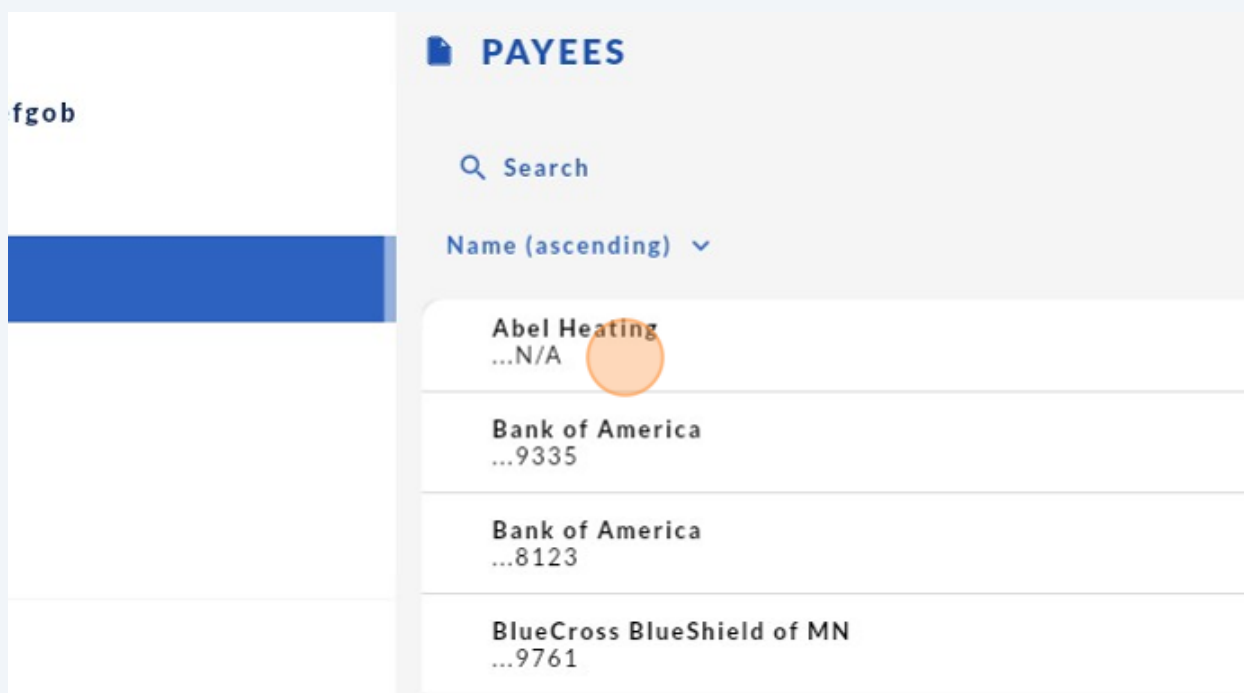 fgob
PAYEES
Search
Name (ascending)
Abel Heating
...N/A
Bank of America
...9335
Bank of America
...8123
BlueCross BlueShield of MN
...9761